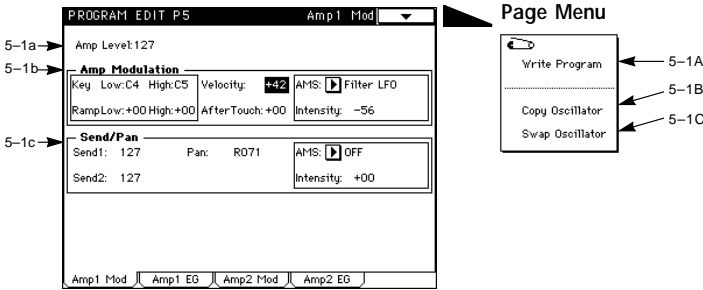 PROGRAM EDIT P5 Amp1 Mod
Page Menu
5–1a
Amp Level:127
5–1b
Amp Modulation
Key Low:C4 High:C5 Velocity: +42 AMS: Filter LFO
RampLow:+00 High:+00 AfterTouch:+00 Intensity: -56
5–1c
Send/Pan
Send1: 127 Pan: R071 AMS: OFF
Send2: 127 Intensity: +00
Amp1 Mod Amp1 EG Amp2 Mod Amp2 EG
Write Program 5–1A
Copy Oscillator 5–1B
Swap Oscillator 5–1C